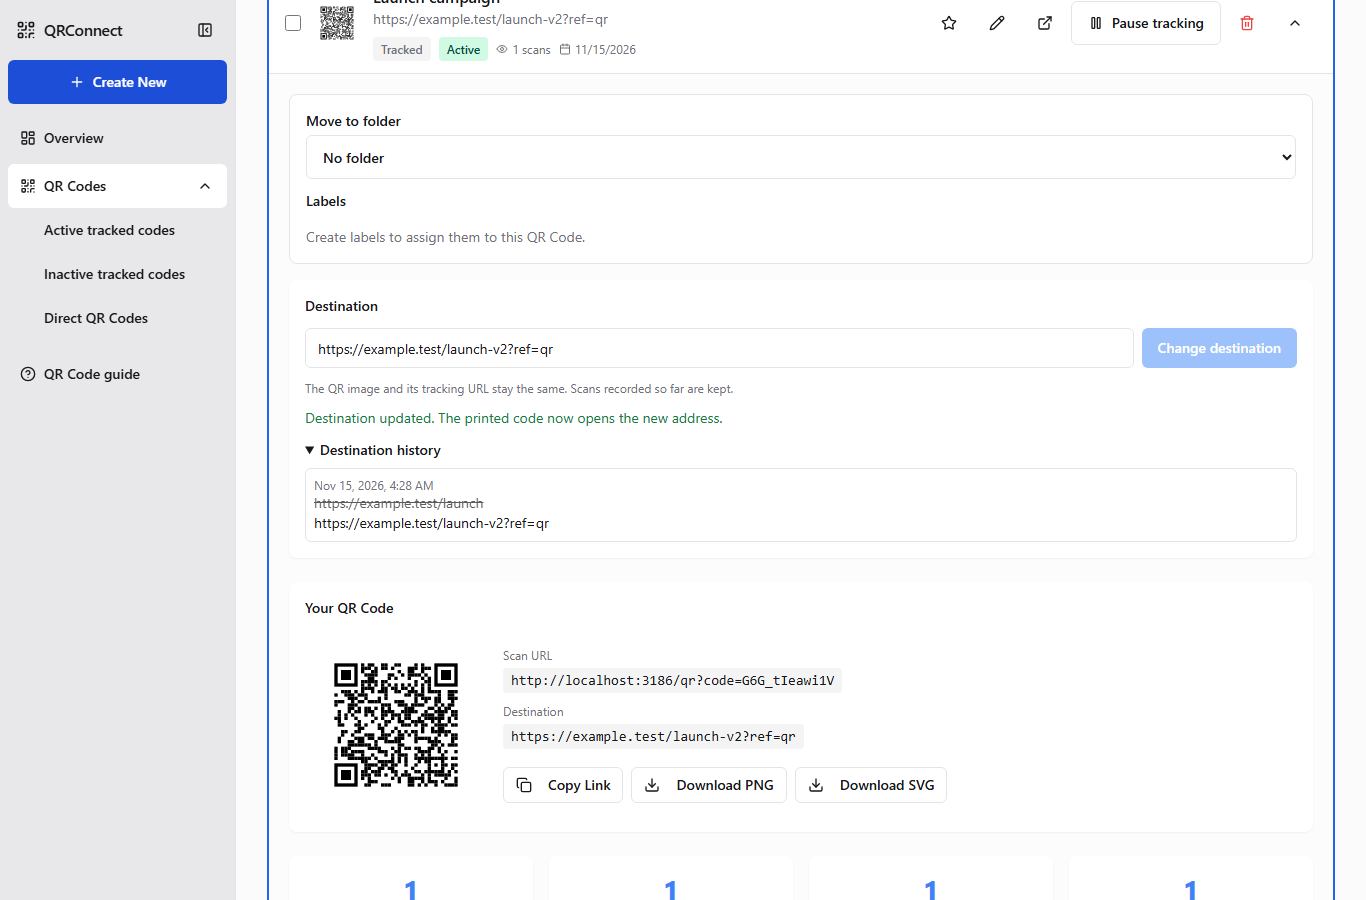 QRConnect
Create New
Overview
QR Codes
Active tracked codes
Inactive tracked codes
Direct QR Codes
QR Code guide
Launch campaign
https://example.test/launch-v2?ref=qr
Tracked Active 1 scans 11/15/2026
Pause tracking
Move to folder
No folder
Labels
Create labels to assign them to this QR Code.
Destination
https://example.test/launch-v2?ref=qr
Change destination
The QR image and its tracking URL stay the same. Scans recorded so far are kept.
Destination updated. The printed code now opens the new address.
Destination history
Nov 15, 2026, 4:28 AM
https://example.test/launch
https://example.test/launch-v2?ref=qr
Your QR Code
Scan URL
http://localhost:3186/qr?code=G6G_tIeawi1V
Destination
https://example.test/launch-v2?ref=qr
Copy Link
Download PNG
Download SVG
1 1 1 1